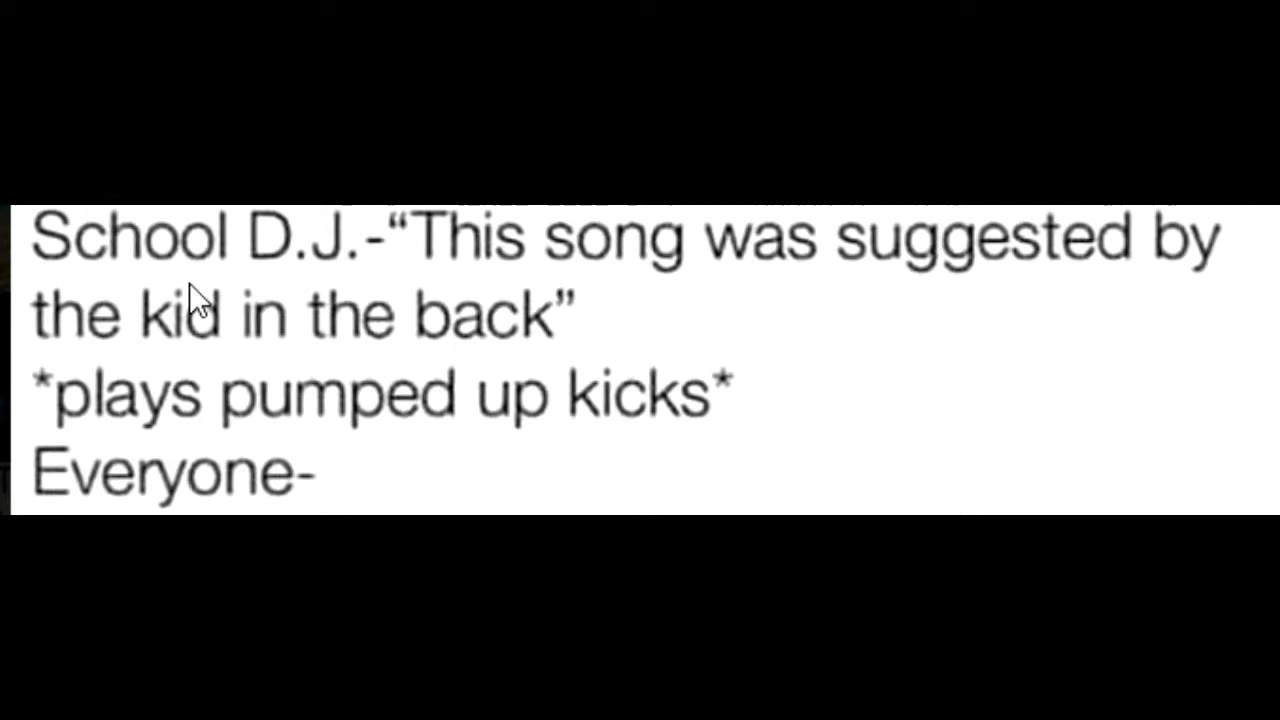 School D.J.-“This song was suggested by
the kid in the back”
*plays pumped up kicks*
Everyone-